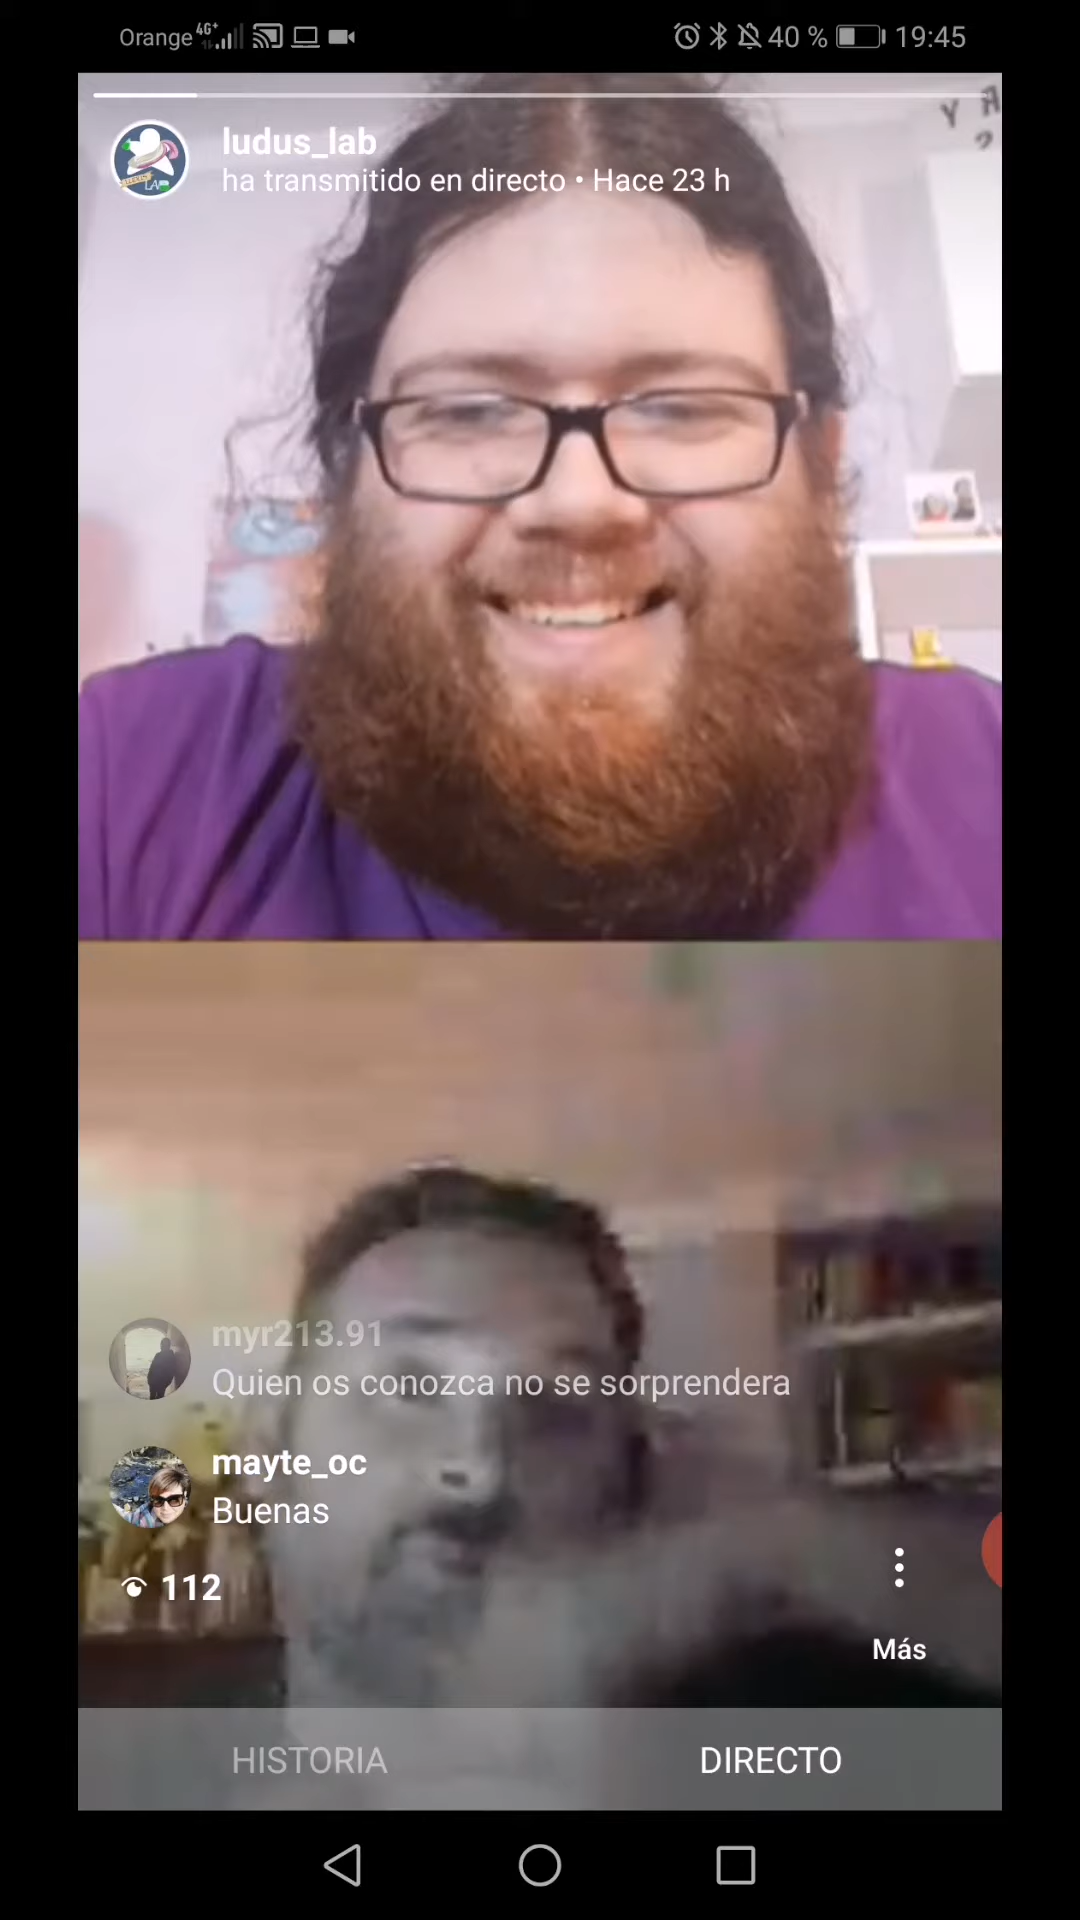 Orange 4G+ 40 % 19:45
ludus_lab
ha transmitido en directo • Hace 23 h
myr213.91
Quien os conozca no se sorprendera
mayte_oc
Buenas
112
Más
HISTORIA DIRECTO